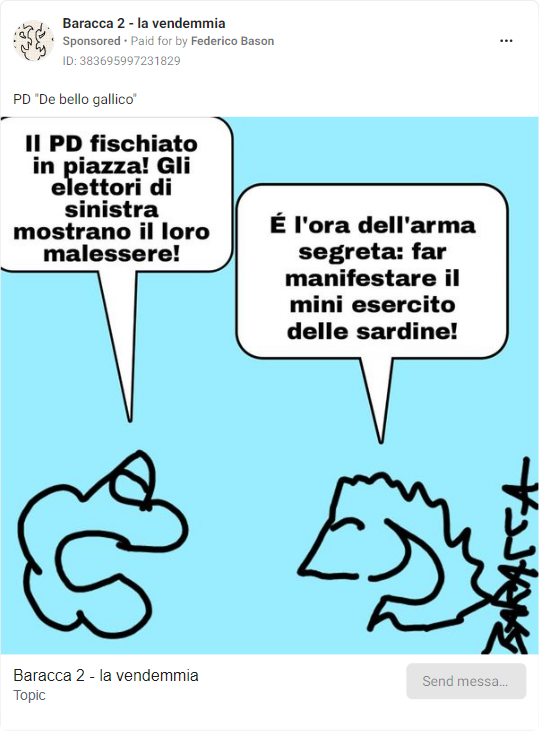 Baracca 2 - la vendemmia
Sponsored • Paid for by Federico Bason
ID: 383695997231829
PD "De bello gallico"
Il PD fischiato
in piazza! Gli
elettori di
sinistra
mostrano il loro
malessere!
É l'ora dell'arma
segreta: far
manifestare il
mini esercito
delle sardine!
Baracca 2 - la vendemmia
Topic
Send messa...